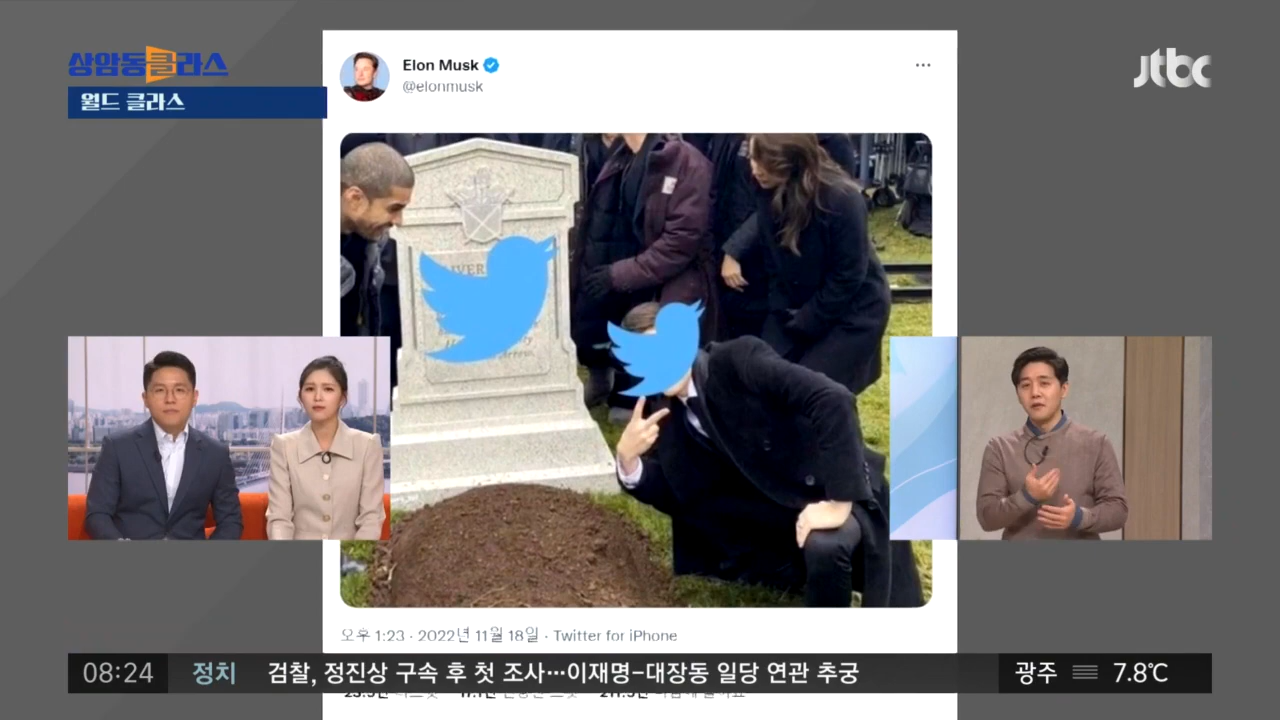 상암동클라스
월드 클라스
jtbc
Elon Musk
@elonmusk
오후 1:23 · 2022년 11월 18일 · Twitter for iPhone
08:24 정치 검찰, 정진상 구속 후 첫 조사…이재명-대장동 일당 연관 추궁 광주 7.8℃